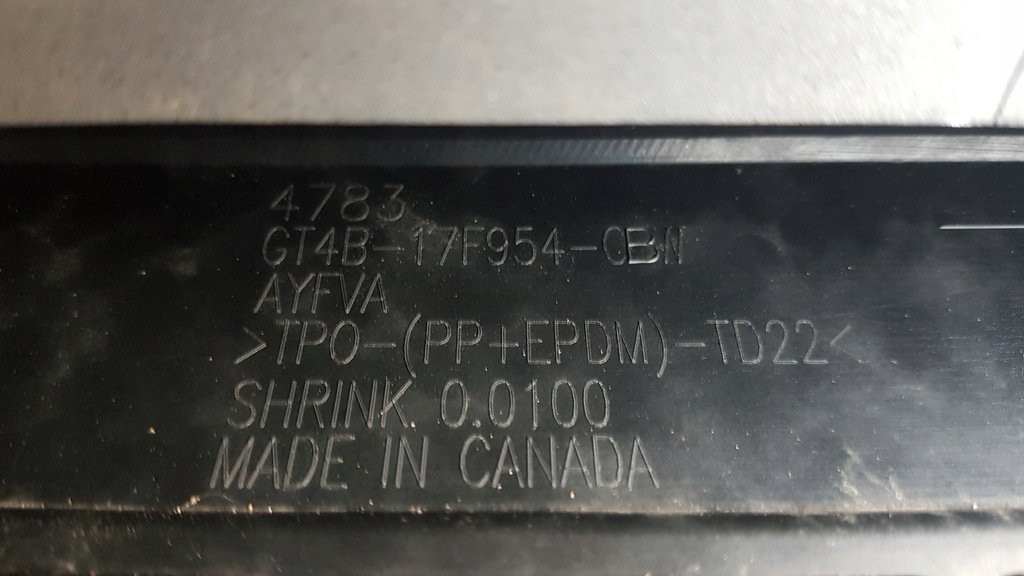 4783
GT4B-17F954-CBW
AYFVA
>TPO-(PP+EPDM)-TD22<
SHRINK 0.0100
MADE IN CANADA